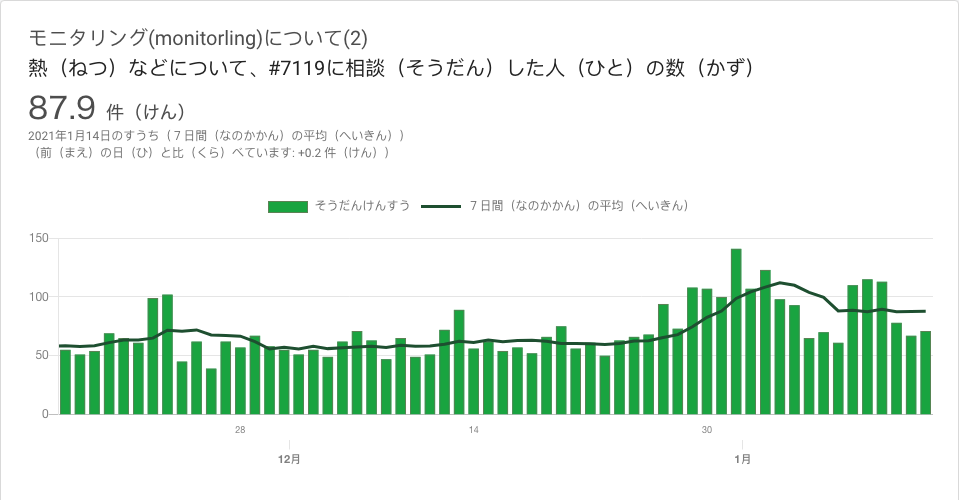 モニタリング(monitorling)について(2)
熱（ねつ）などについて、#7119に相談（そうだん）した人（ひと）の数（かず）
87.9 件（けん）
2021年1月14日のすうち（７日間（なのかかん）の平均（へいきん））
（前（まえ）の日（ひ）と比（くら）べています: +0.2 件（けん））
そうだんけんすう ７日間（なのかかん）の平均（へいきん）
150
100
50
0
28 14 30
12月 1月